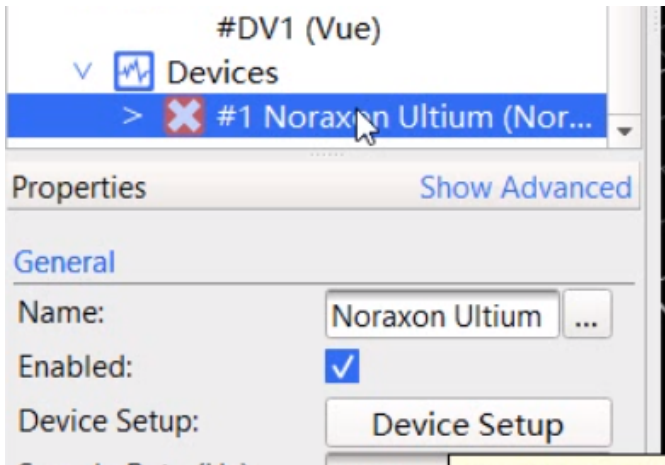 #DV1 (Vue)
Devices
#1 Noraxon Ultium (Nor...
Properties Show Advanced
General
Name: Noraxon Ultium ...
Enabled:
Device Setup: Device Setup